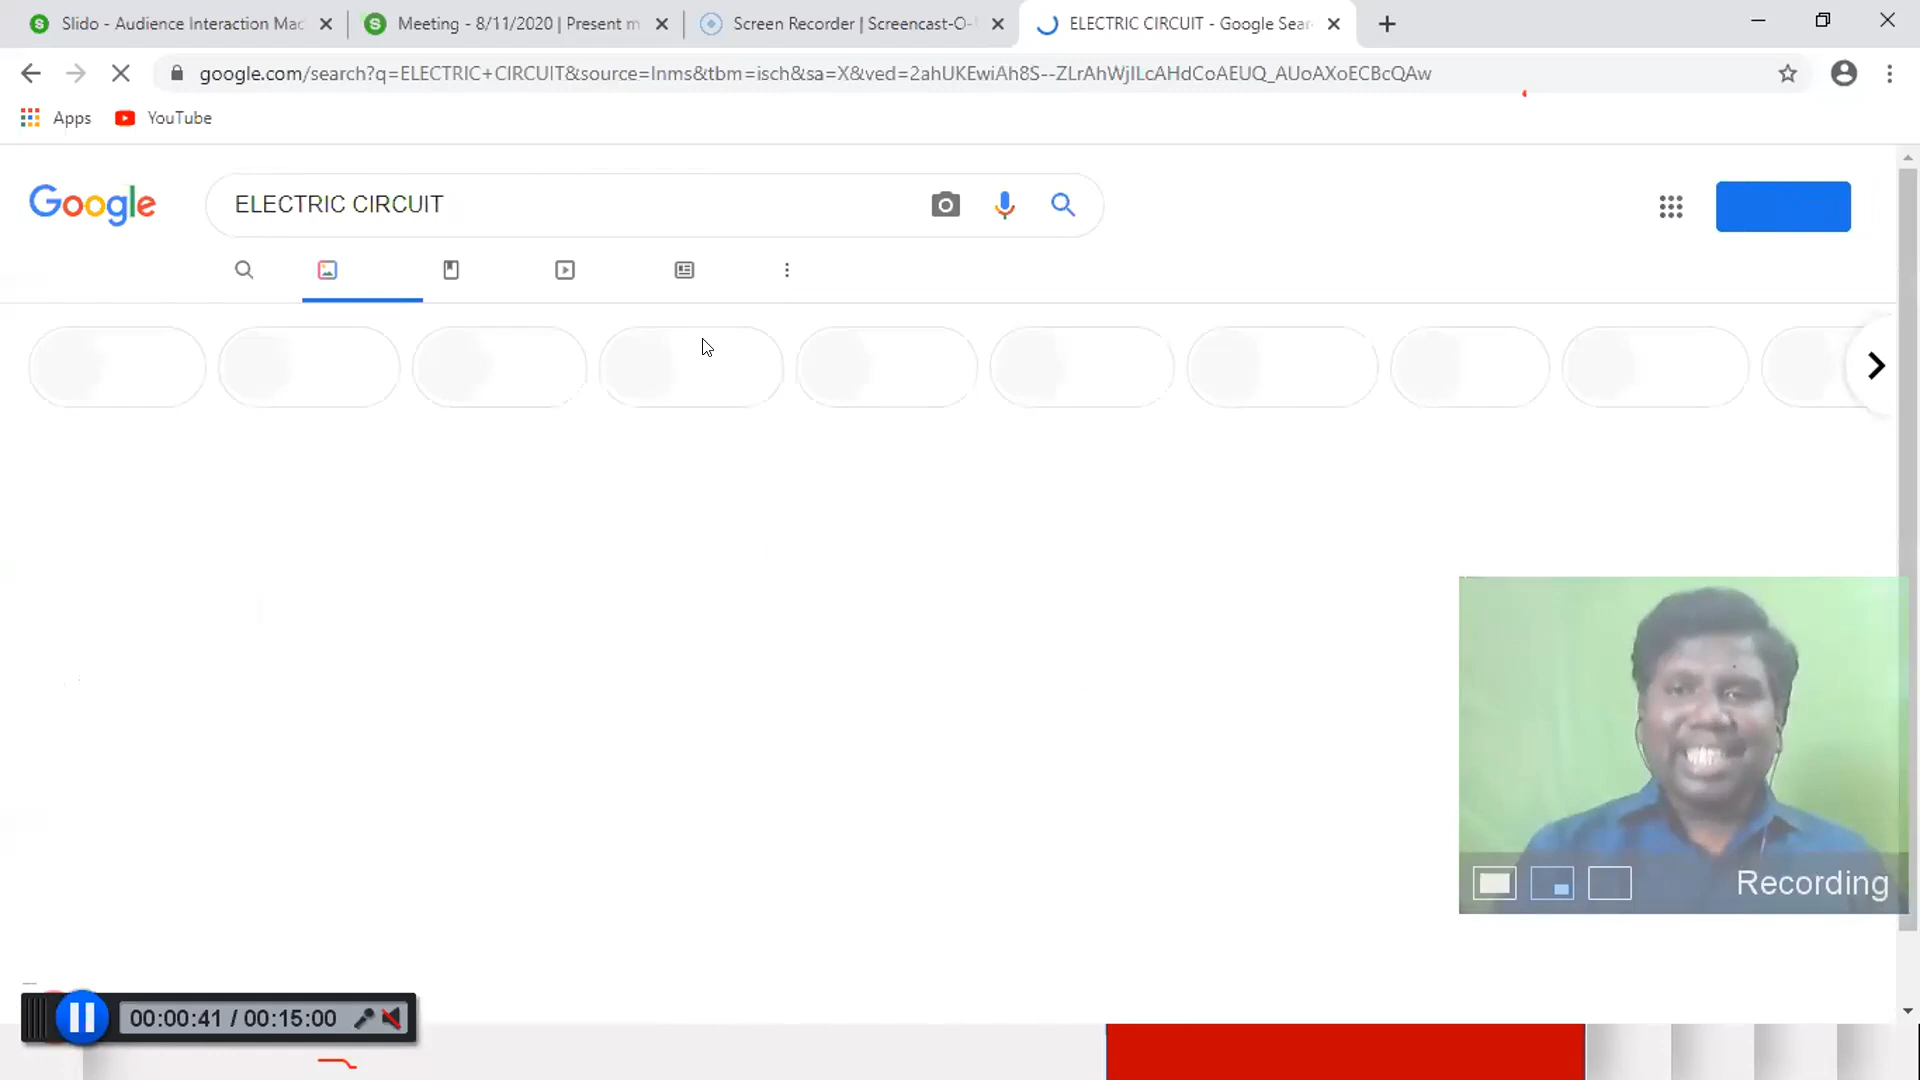 Slido - Audience Interaction Mac
Meeting - 8/11/2020 | Present m
Screen Recorder | Screencast-O-
ELECTRIC CIRCUIT - Google Sear
google.com/search?q=ELECTRIC+CIRCUIT&source=lnms&tbm=isch&sa=X&ved=2ahUKEwiAh8S--ZLrAhWjILcAHdCoAEUQ_AUoAXoECBcQAw
Apps
YouTube
Google
ELECTRIC CIRCUIT
Recording
00:00:41 / 00:15:00